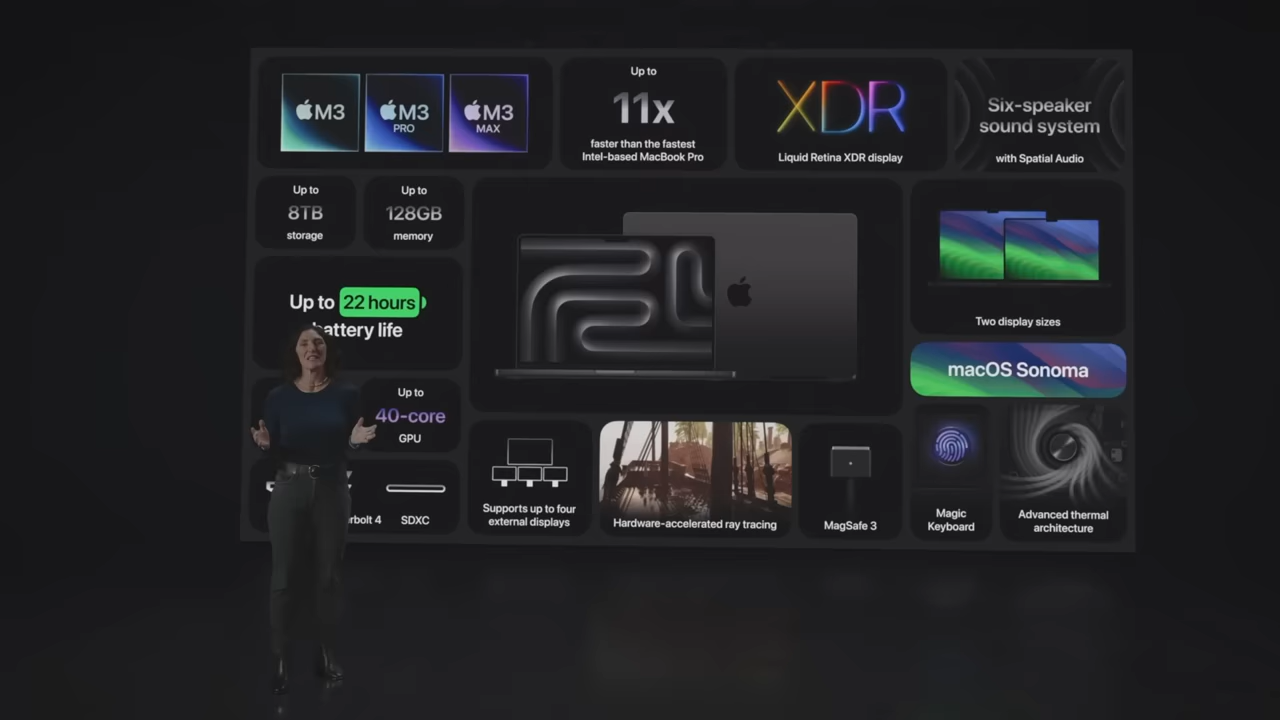 M3
M3
PRO
M3
MAX
Up to
11x
faster than the fastest
Intel-based MacBook Pro
XDR
Liquid Retina XDR display
Six-speaker
sound system
with Spatial Audio
Up to
8TB
storage
Up to
128GB
memory
Up to 22 hours
battery life
Two display sizes
macOS Sonoma
Up to
40-core
GPU
SDXC
Supports up to four
external displays
Hardware-accelerated ray tracing
MagSafe 3
Magic
Keyboard
Advanced thermal
architecture